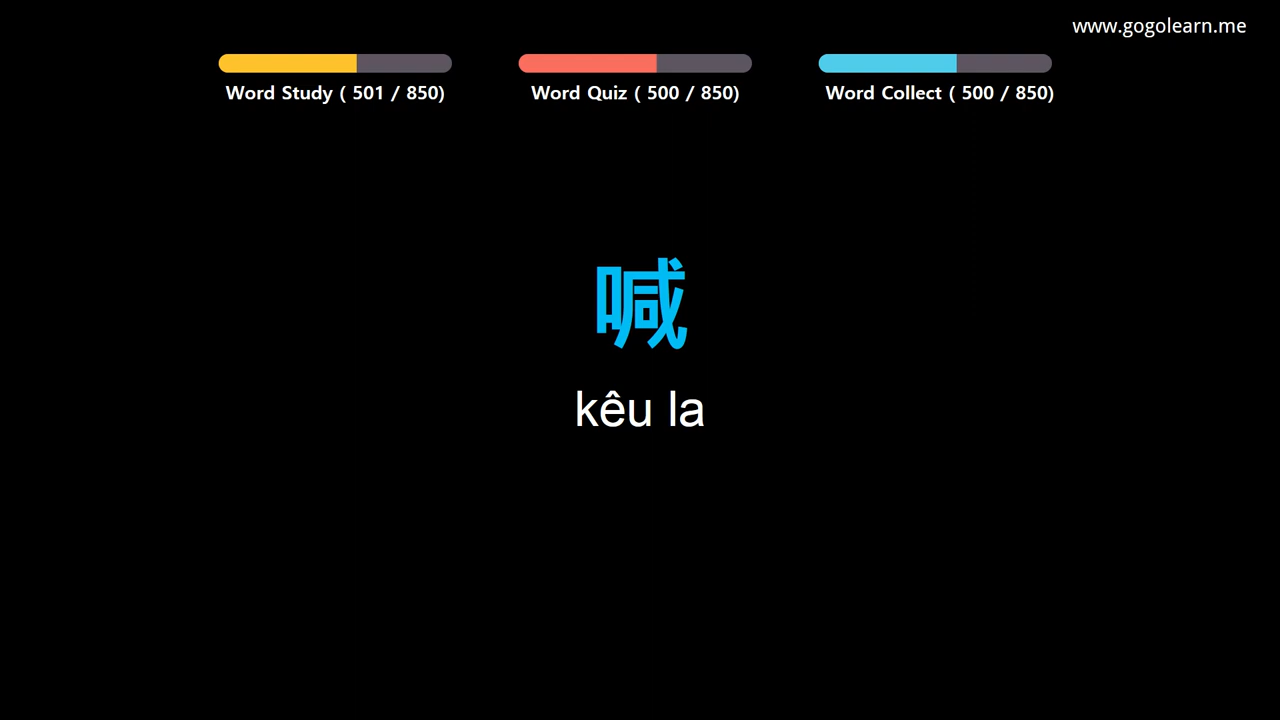 www.gogolearn.me
Word Study ( 501 / 850)
Word Quiz ( 500 / 850)
Word Collect ( 500 / 850)
喊
kêu la